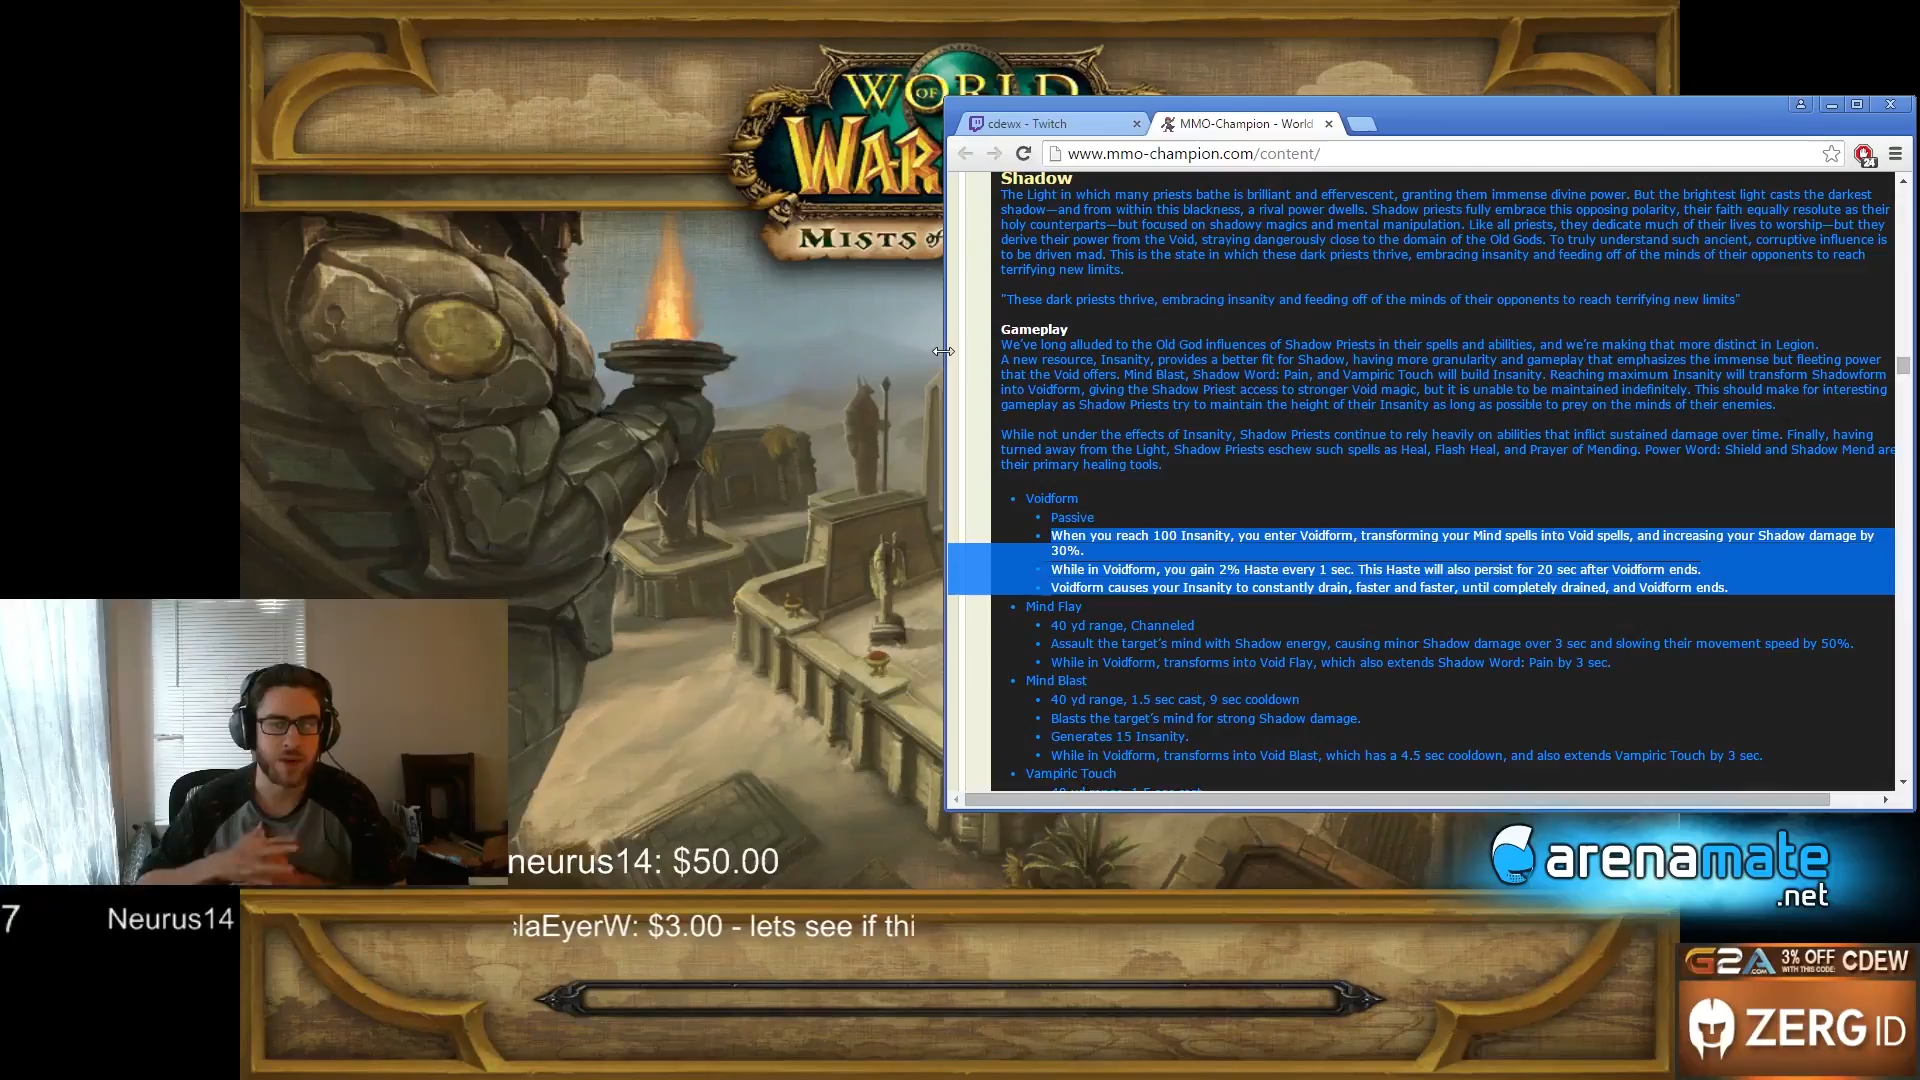 WORLD
OF
WAR
MISTS of
cdewx - Twitch
MMO-Champion - World
www.mmo-champion.com/content/
24
Shadow
The Light in which many priests bathe is brilliant and effervescent, granting them immense divine power. But the brightest light casts the darkest
shadow—and from within this blackness, a rival power dwells. Shadow priests fully embrace this opposing polarity, their faith equally resolute as their
holy counterparts—but focused on shadowy magics and mental manipulation. Like all priests, they dedicate much of their lives to worship—but they
derive their power from the Void, straying dangerously close to the domain of the Old Gods. To truly understand such ancient, corruptive influence is
to be driven mad. This is the state in which these dark priests thrive, embracing insanity and feeding off of the minds of their opponents to reach
terrifying new limits.
"These dark priests thrive, embracing insanity and feeding off of the minds of their opponents to reach terrifying new limits"
Gameplay
We've long alluded to the Old God influences of Shadow Priests in their spells and abilities, and we're making that more distinct in Legion.
A new resource, Insanity, provides a better fit for Shadow, having more granularity and gameplay that emphasizes the immense but fleeting power
that the Void offers. Mind Blast, Shadow Word: Pain, and Vampiric Touch will build Insanity. Reaching maximum Insanity will transform Shadowform
into Voidform, giving the Shadow Priest access to stronger Void magic, but it is unable to be maintained indefinitely. This should make for interesting
gameplay as Shadow Priests try to maintain the height of their Insanity as long as possible to prey on the minds of their enemies.
While not under the effects of Insanity, Shadow Priests continue to rely heavily on abilities that inflict sustained damage over time. Finally, having
turned away from the Light, Shadow Priests eschew such spells as Heal, Flash Heal, and Prayer of Mending. Power Word: Shield and Shadow Mend are
their primary healing tools.
• Voidform
• Passive
• When you reach 100 Insanity, you enter Voidform, transforming your Mind spells into Void spells, and increasing your Shadow damage by
30%.
• While in Voidform, you gain 2% Haste every 1 sec. This Haste will also persist for 20 sec after Voidform ends.
• Voidform causes your Insanity to constantly drain, faster and faster, until completely drained, and Voidform ends.
• Mind Flay
• 40 yd range, Channeled
• Assault the target's mind with Shadow energy, causing minor Shadow damage over 3 sec and slowing their movement speed by 50%.
• While in Voidform, transforms into Void Flay, which also extends Shadow Word: Pain by 3 sec.
• Mind Blast
• 40 yd range, 1.5 sec cast, 9 sec cooldown
• Blasts the target's mind for strong Shadow damage.
• Generates 15 Insanity.
• While in Voidform, transforms into Void Blast, which has a 4.5 sec cooldown, and also extends Vampiric Touch by 3 sec.
• Vampiric Touch
• 40 yd range, 1.5 sec cast
neurus14: $50.00
7 Neurus14
slaEyerW: $3.00 - lets see if thi
arenamate
.net
G2A.COM 3% OFF
WITH THIS CODE: CDEW
ZERG ID